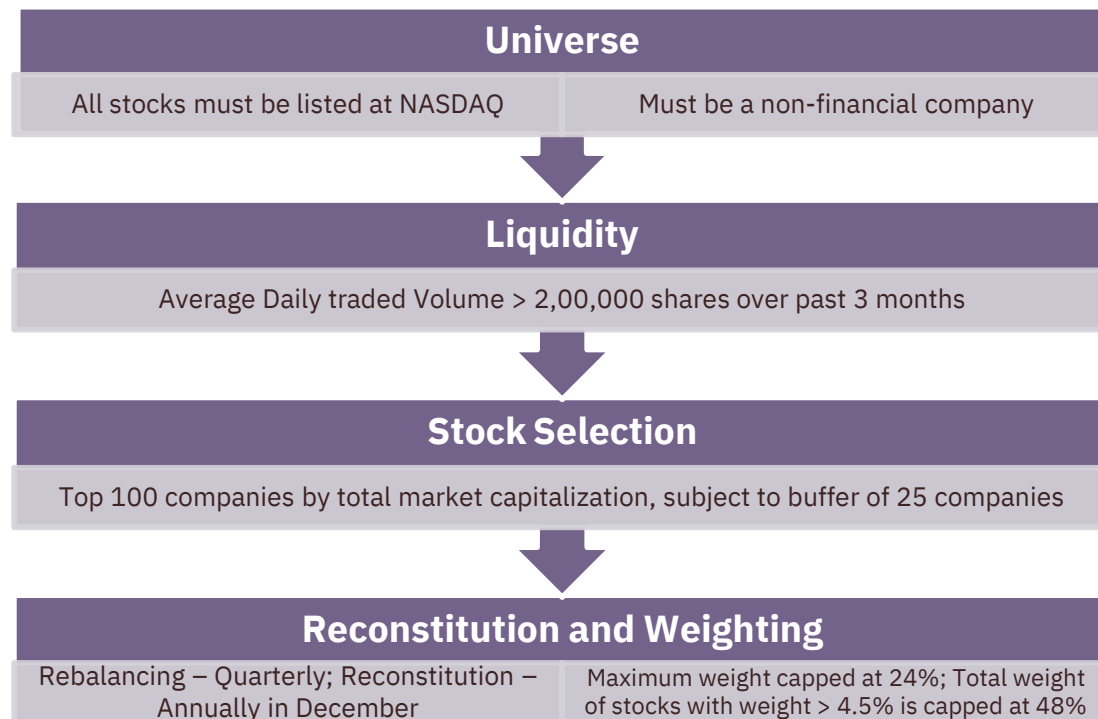 Universe
All stocks must be listed at NASDAQ
Must be a non-financial company
Liquidity
Average Daily traded Volume > 2,00,000 shares over past 3 months
Stock Selection
Top 100 companies by total market capitalization, subject to buffer of 25 companies
Reconstitution and Weighting
Rebalancing – Quarterly; Reconstitution –
Annually in December
Maximum weight capped at 24%; Total weight
of stocks with weight > 4.5% is capped at 48%